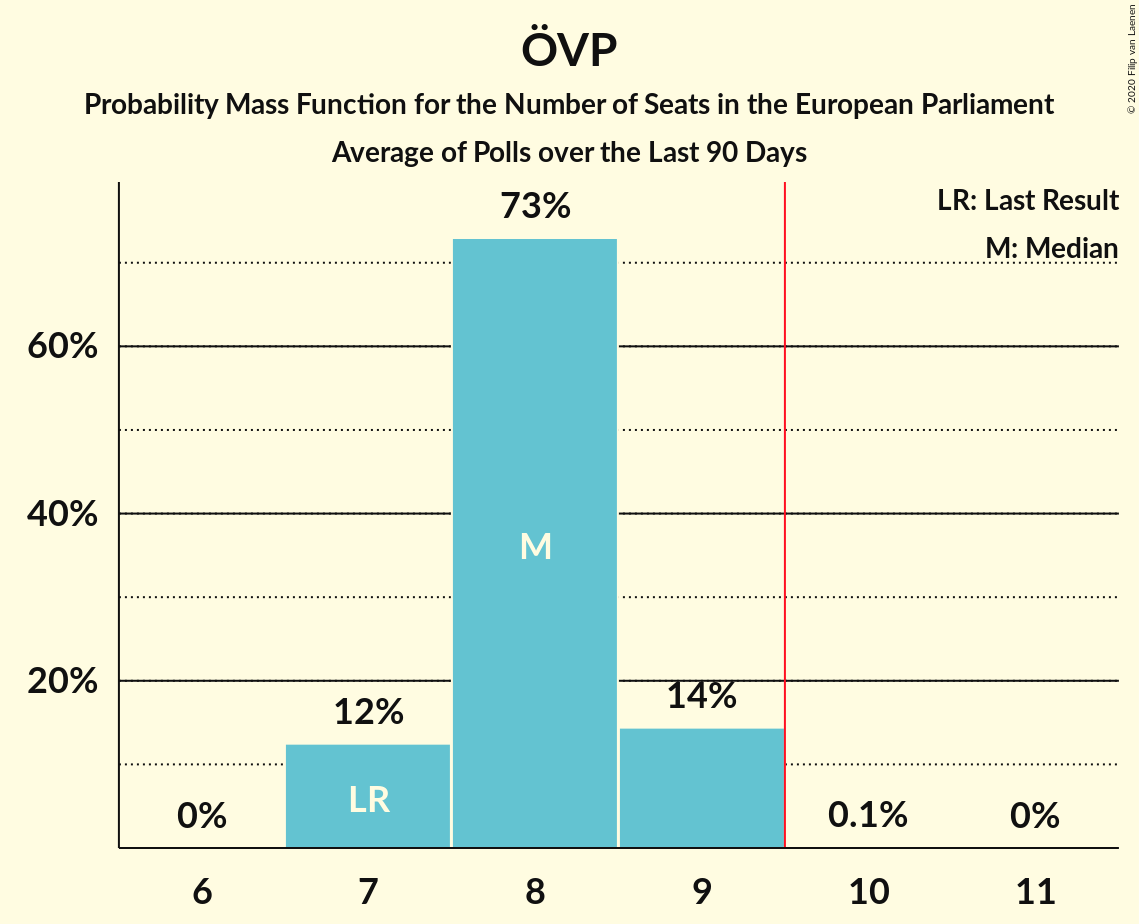 ÖVP
Probability Mass Function for the Number of Seats in the European Parliament
Average of Polls over the Last 90 Days
© 2020 Filip van Laenen
LR: Last Result
M: Median
73%
60%
40%
20%
M
14%
12%
LR
0%
0.1%
0%
6 7 8 9 10 11